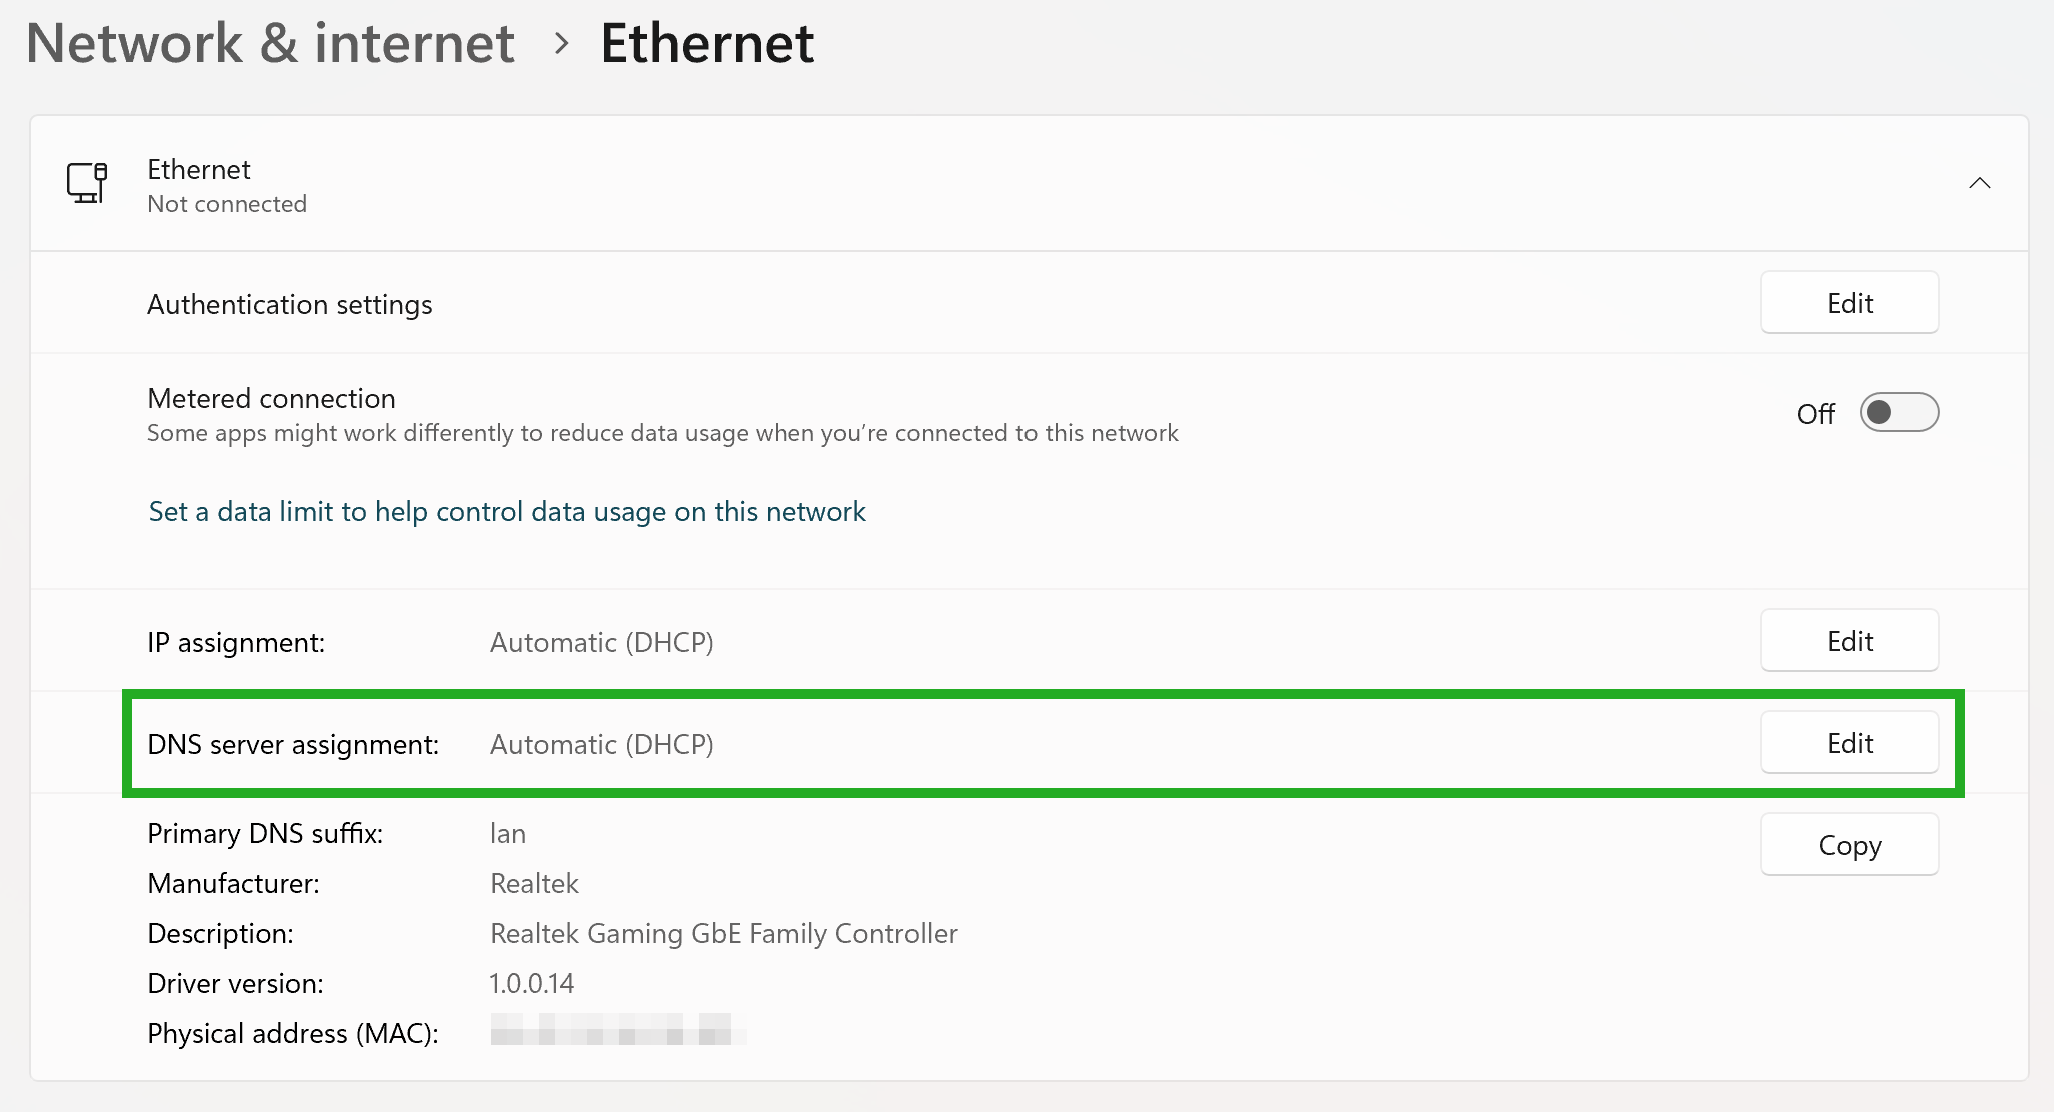 Network & internet > Ethernet
Ethernet
Not connected
Authentication settings Edit
Metered connection
Some apps might work differently to reduce data usage when you’re connected to this network
Off
Set a data limit to help control data usage on this network
IP assignment: Automatic (DHCP) Edit
DNS server assignment: Automatic (DHCP) Edit
Primary DNS suffix: lan Copy
Manufacturer: Realtek
Description: Realtek Gaming GbE Family Controller
Driver version: 1.0.0.14
Physical address (MAC):